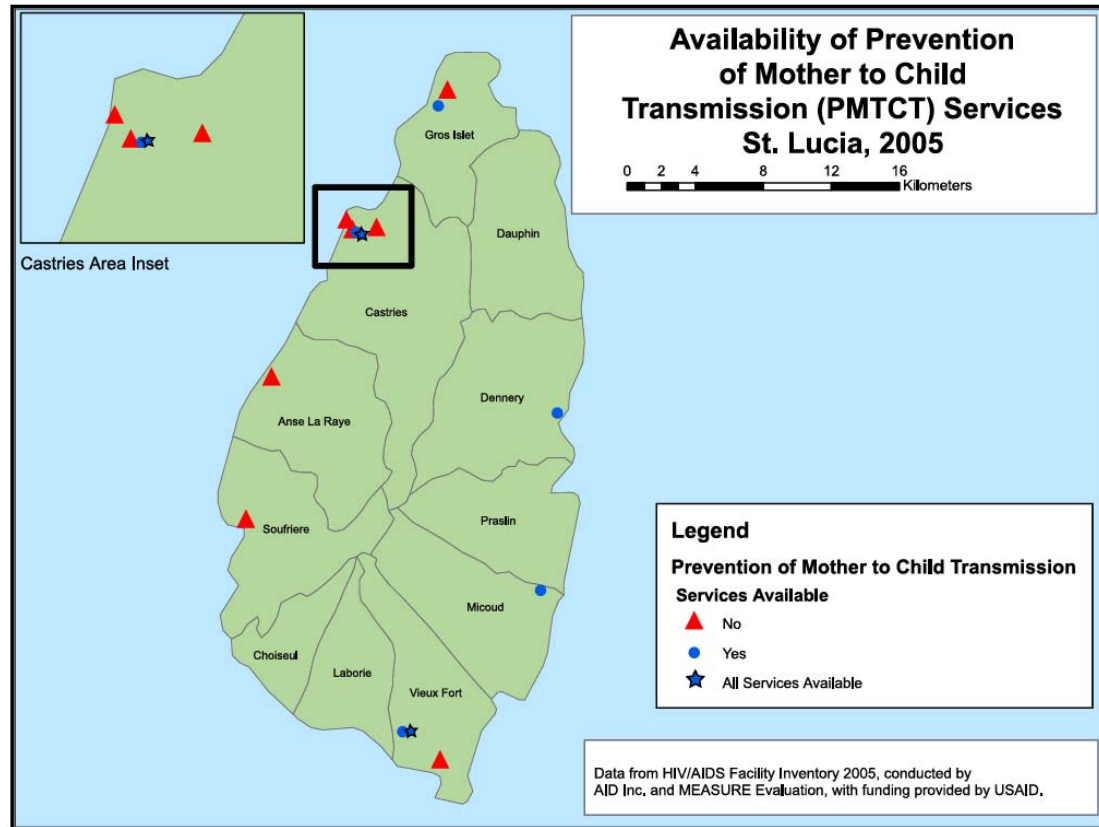 Availability of Prevention
of Mother to Child
Transmission (PMTCT) Services
St. Lucia, 2005
0 2 4 8 12 16
Kilometers
Castries Area Inset
Gros Islet
Dauphin
Castries
Dennery
Anse La Raye
Praslin
Soufriere
Micoud
Choiseul
Laborie
Vieux Fort
Legend
Prevention of Mother to Child Transmission
Services Available
No
Yes
All Services Available
Data from HIV/AIDS Facility Inventory 2005, conducted by
AID Inc. and MEASURE Evaluation, with funding provided by USAID.